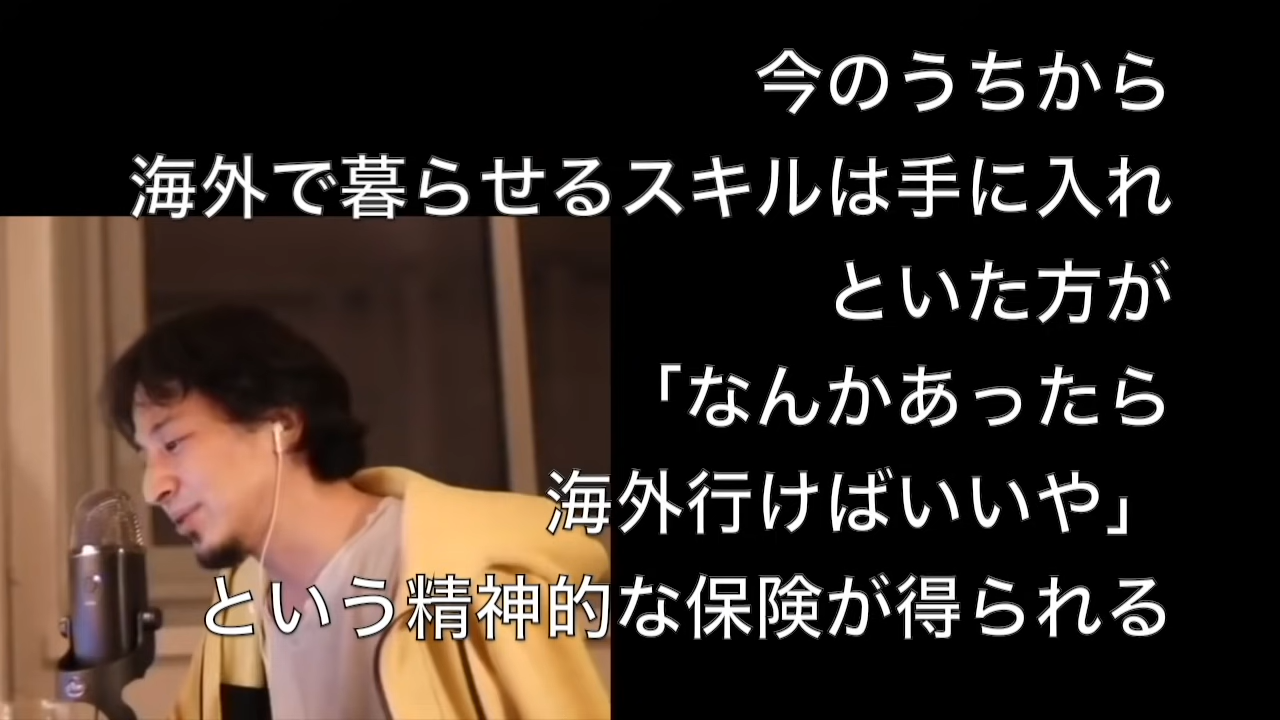 今のうちから
海外で暮らせるスキルは手に入れ
といた方が
「なんかあったら
海外行けばいいや」
という精神的な保険が得られる